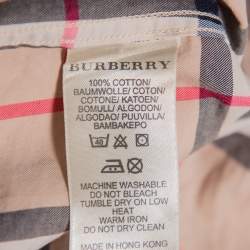 BURBERRY
100% COTTON/
BAUMWOLLE/ COTON/
COTONE/ KATOEN/
BOMULL/ ALGODON/
ALGODAO/ PUUVILLA/
BAMBAKEPO
MACHINE WASHABLE
DO NOT BLEACH
TUMBLE DRY ON LOW
HEAT
WARM IRON
DO NOT DRY CLEAN
MADE IN HONG KONG